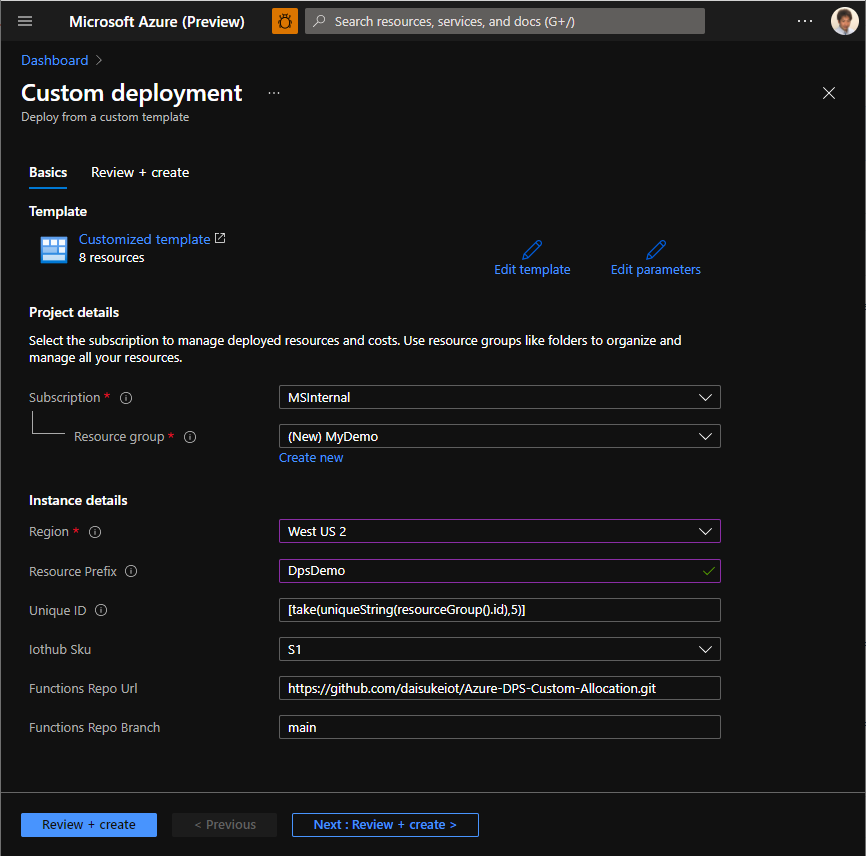 Microsoft Azure (Preview)
Search resources, services, and docs (G+/)
Dashboard
Custom deployment
Deploy from a custom template
Basics
Review + create
Template
Customized template
8 resources
Edit template
Edit parameters
Project details
Select the subscription to manage deployed resources and costs. Use resource groups like folders to organize and
manage all your resources.
Subscription *
MSInternal
Resource group *
(New) MyDemo
Create new
Instance details
Region *
West US 2
Resource Prefix
DpsDemo
Unique ID
[take(uniqueString(resourceGroup().id),5)]
Iothub Sku
S1
Functions Repo Url
https://github.com/daisukeiot/Azure-DPS-Custom-Allocation.git
Functions Repo Branch
main
Review + create
< Previous
Next : Review + create >